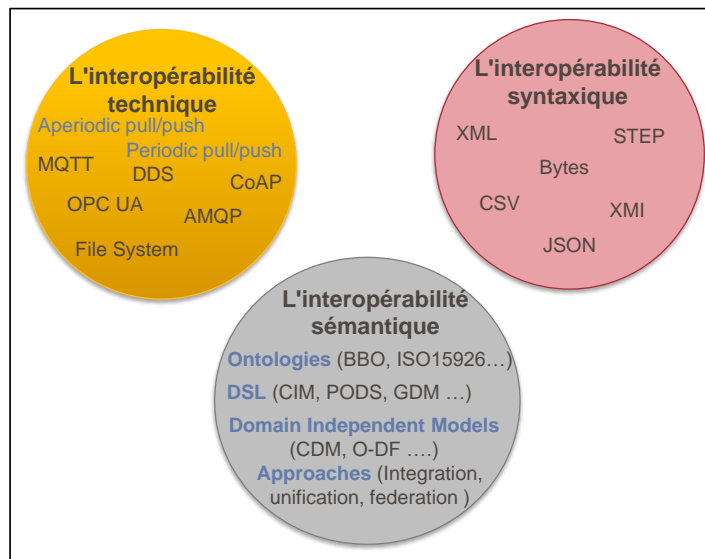 L'interopérabilité
technique
Aperiodic pull/push
Periodic pull/push
MQTT
DDS
CoAP
OPC UA
AMQP
File System
L'interopérabilité
syntaxique
XML
STEP
Bytes
CSV
XMI
JSON
L'interopérabilité
sémantique
Ontologies (BBO, ISO15926…)
DSL (CIM, PODS, GDM …)
Domain Independent Models
(CDM, O-DF ….)
Approaches (Integration,
unification, federation )